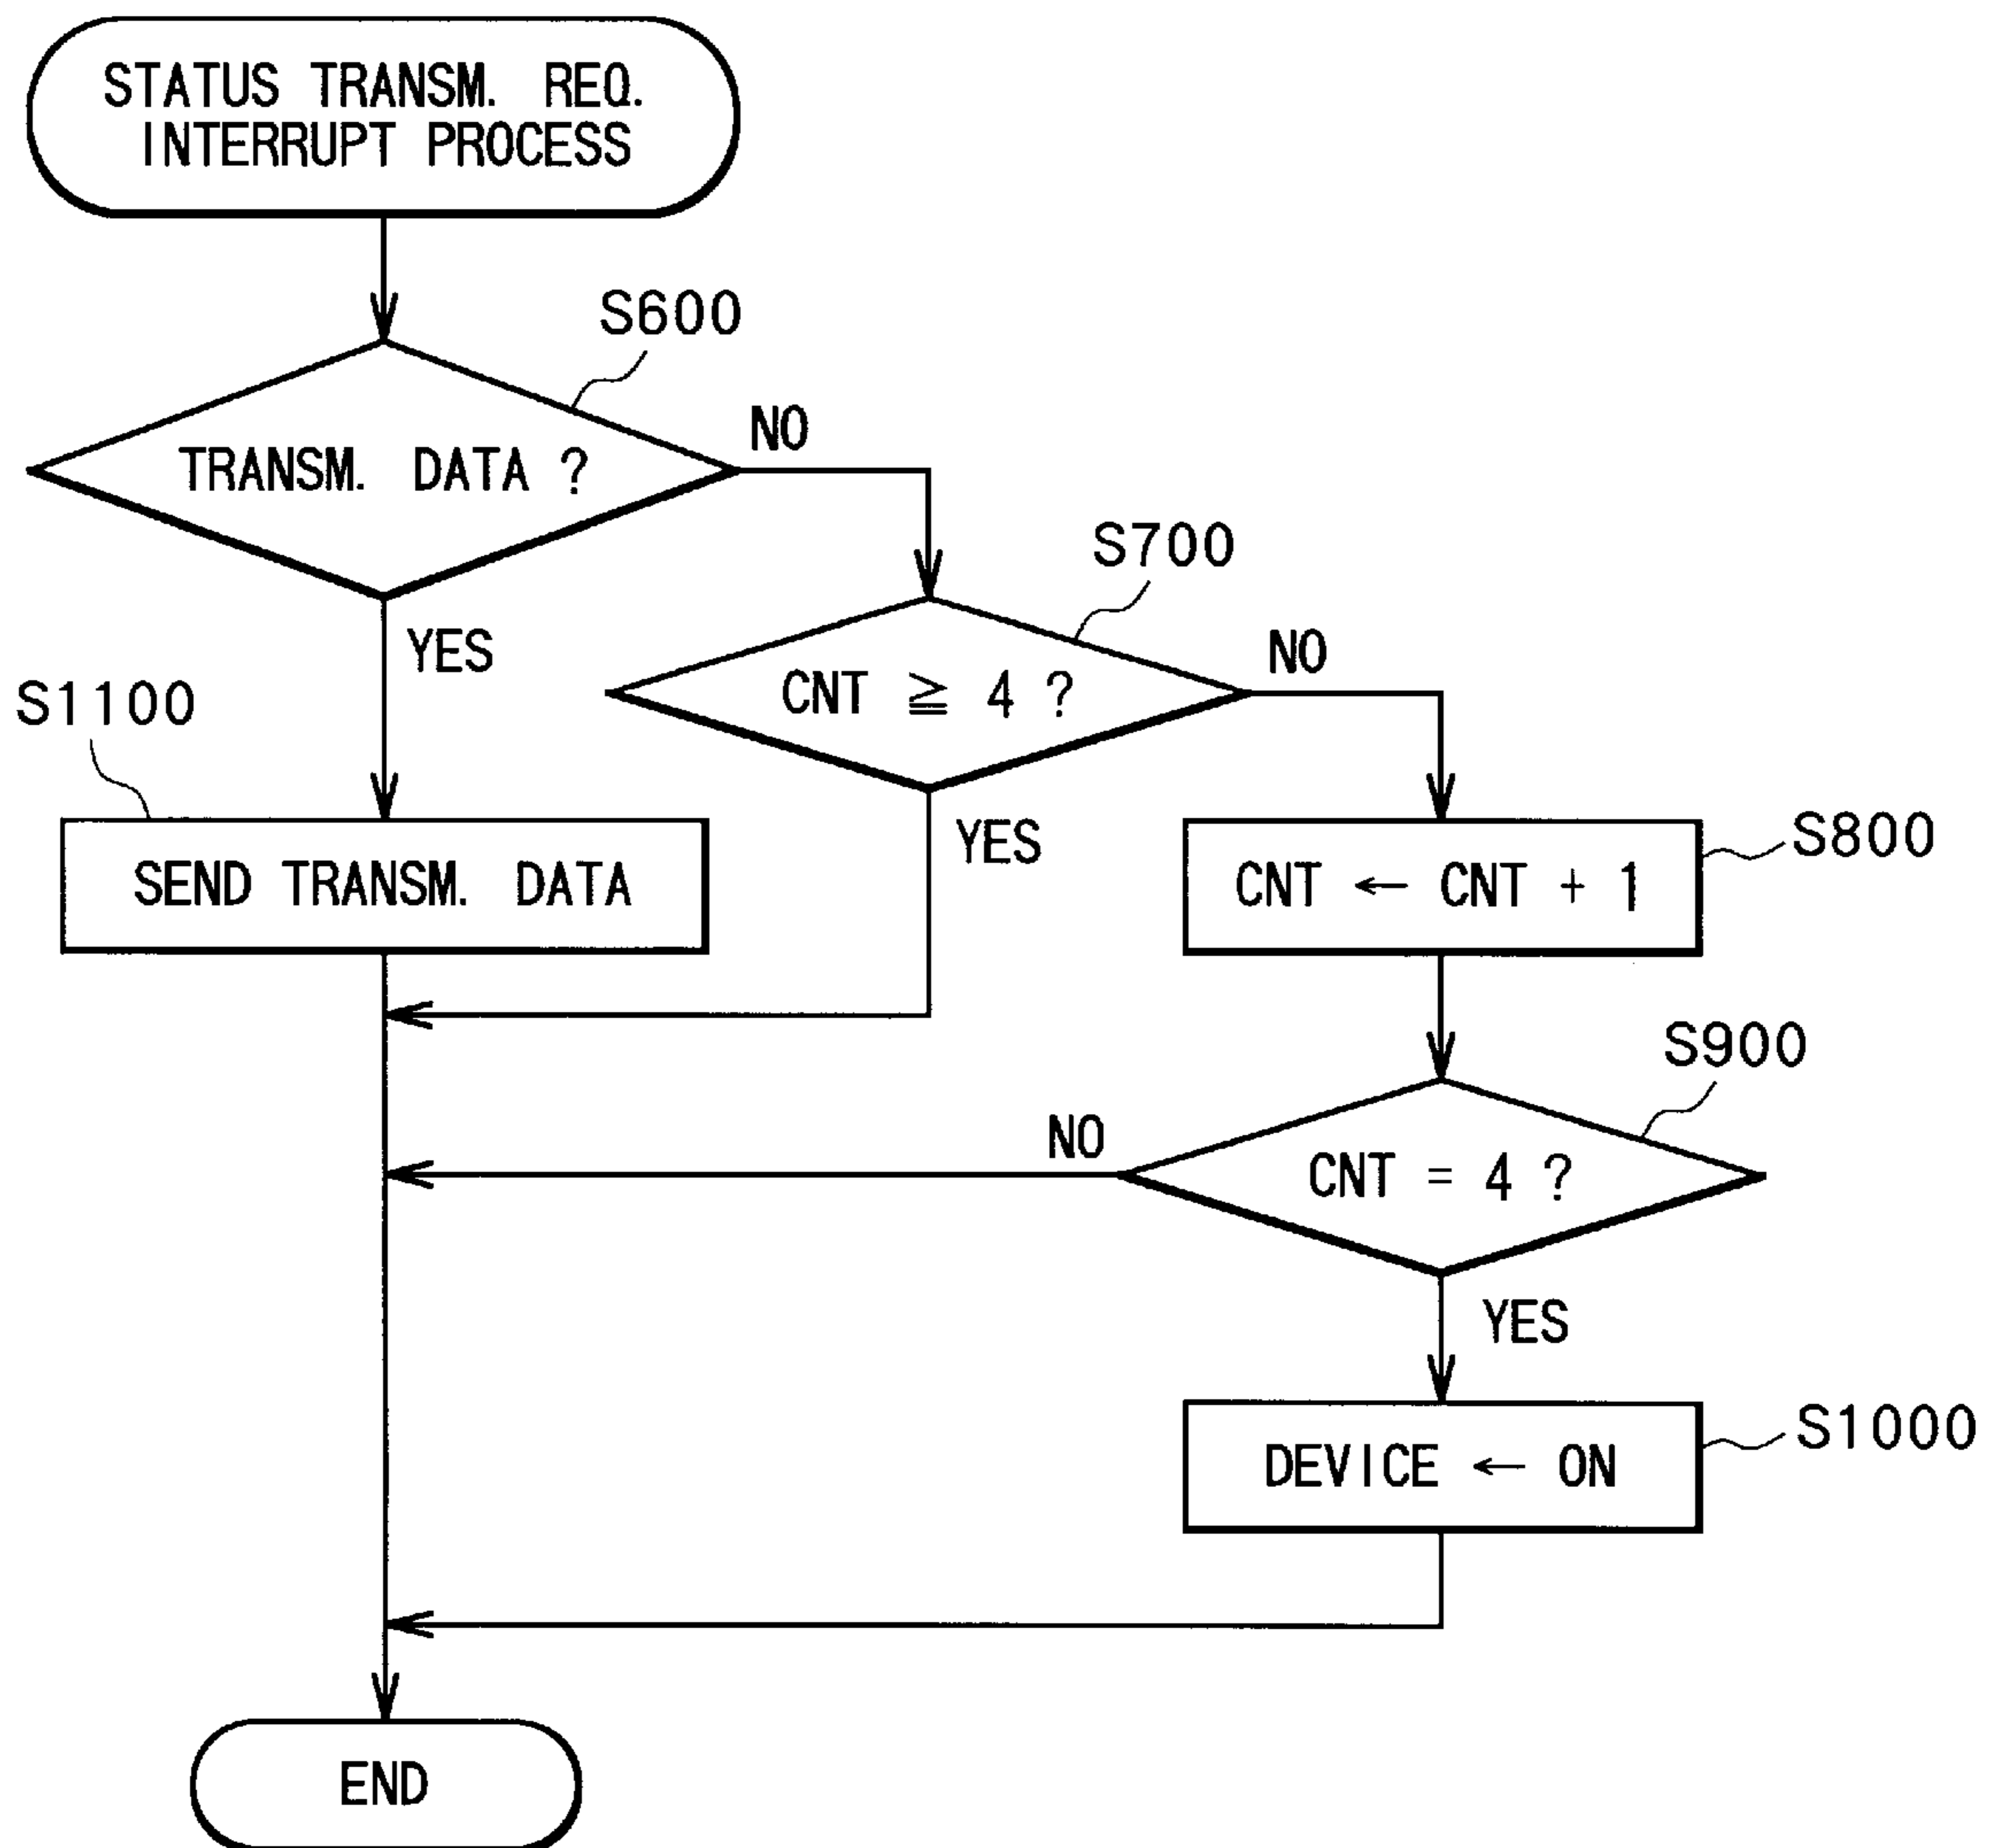 STATUS TRANSM. REQ.
INTERRUPT PROCESS
S600
TRANSM. DATA ?
NO
YES
S700
CNT ≧ 4 ?
NO
YES
S1100
SEND TRANSM. DATA
S800
CNT ← CNT + 1
S900
CNT = 4 ?
NO
YES
S1000
DEVICE ← ON
END